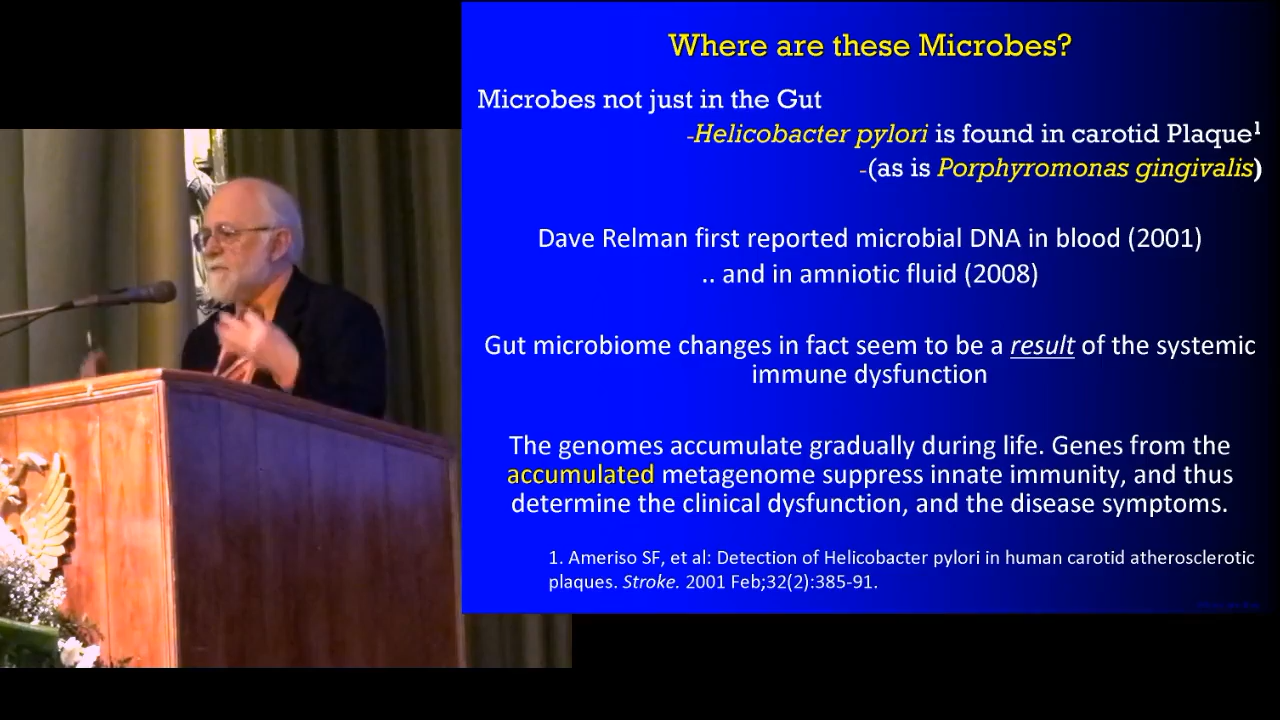 Where are these Microbes?
Microbes not just in the Gut
-Helicobacter pylori is found in carotid Plaque¹
-(as is Porphyromonas gingivalis)
Dave Relman first reported microbial DNA in blood (2001)
.. and in amniotic fluid (2008)
Gut microbiome changes in fact seem to be a result of the systemic
immune dysfunction
The genomes accumulate gradually during life. Genes from the
accumulated metagenome suppress innate immunity, and thus
determine the clinical dysfunction, and the disease symptoms.
1. Ameriso SF, et al: Detection of Helicobacter pylori in human carotid atherosclerotic
plaques. Stroke. 2001 Feb;32(2):385-91.